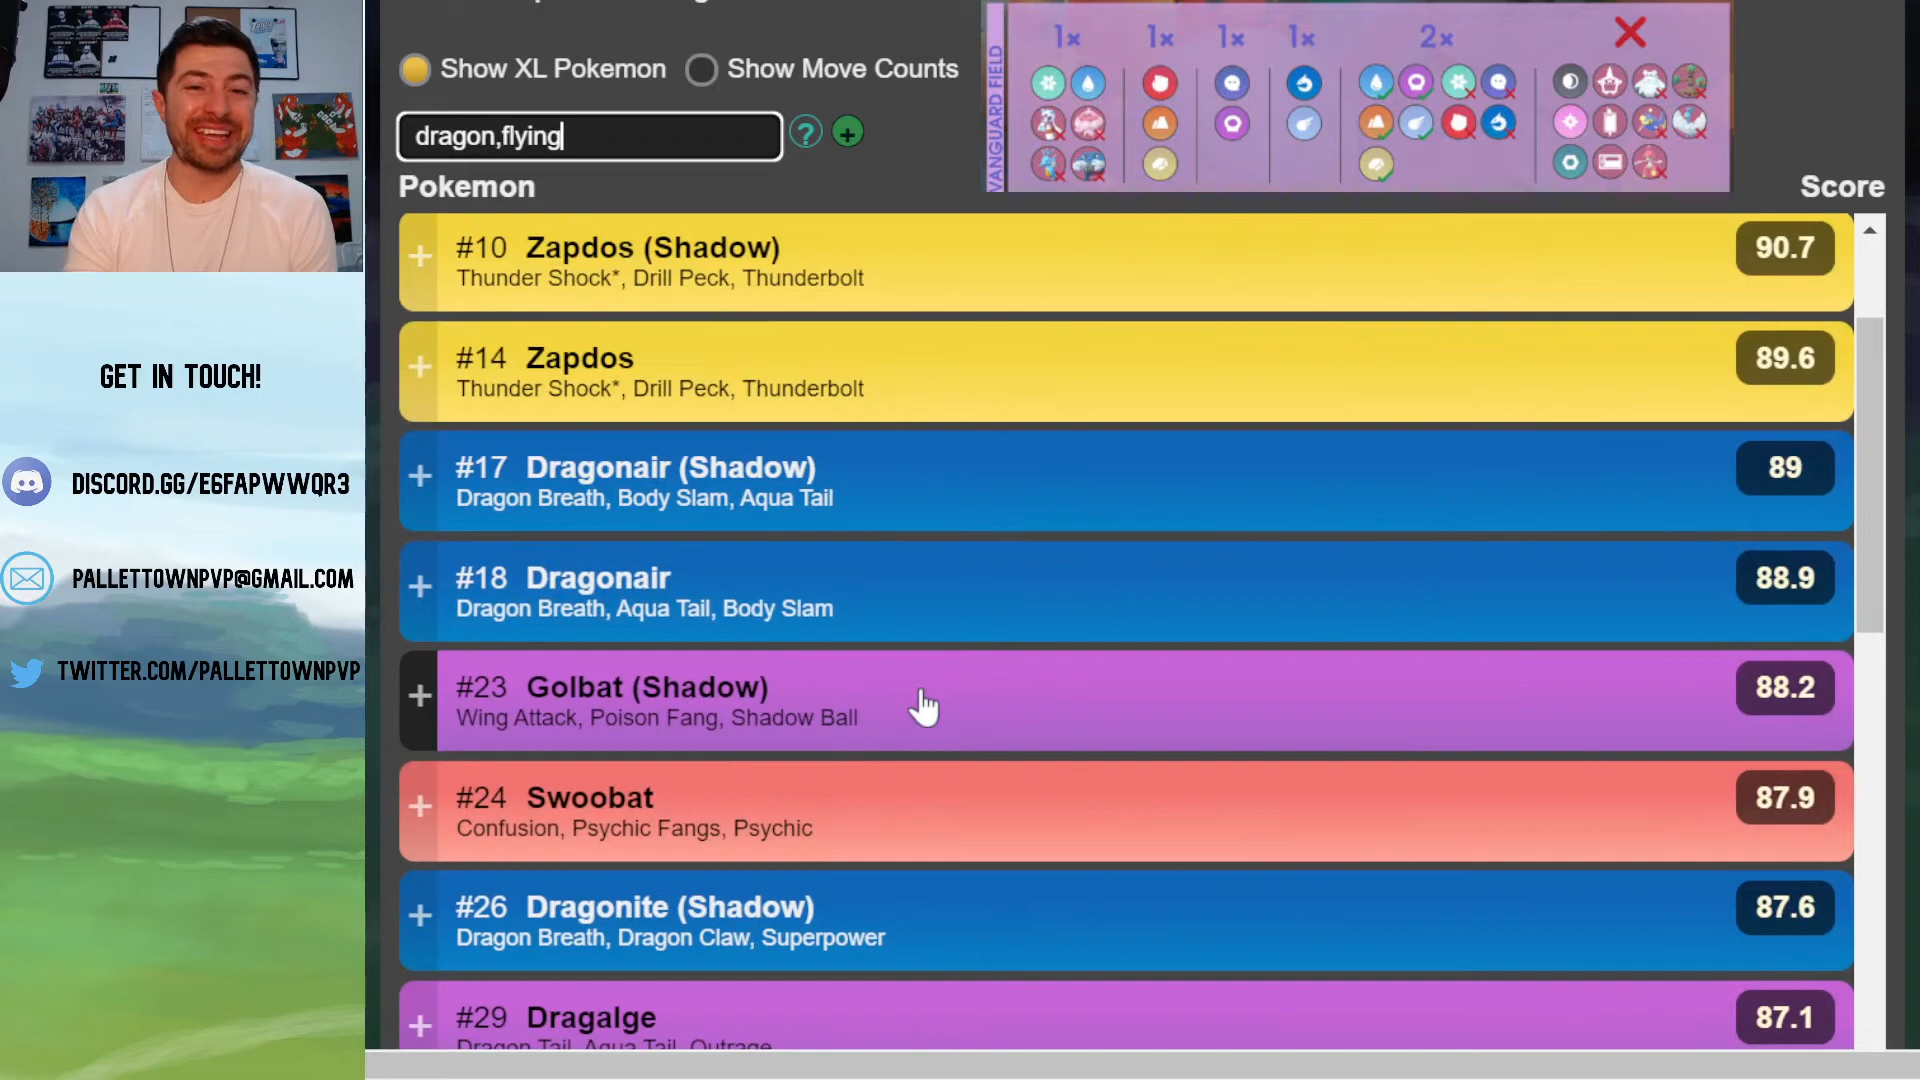 Show XL Pokemon
Show Move Counts
dragon,flying
?
+
VANGUARD FIELD
1x
1x
1x
1x
2x
Pokemon
Score
+
#10 Zapdos (Shadow)
Thunder Shock*, Drill Peck, Thunderbolt
90.7
+
#14 Zapdos
Thunder Shock*, Drill Peck, Thunderbolt
89.6
+
#17 Dragonair (Shadow)
Dragon Breath, Body Slam, Aqua Tail
89
+
#18 Dragonair
Dragon Breath, Aqua Tail, Body Slam
88.9
+
#23 Golbat (Shadow)
Wing Attack, Poison Fang, Shadow Ball
88.2
+
#24 Swoobat
Confusion, Psychic Fangs, Psychic
87.9
+
#26 Dragonite (Shadow)
Dragon Breath, Dragon Claw, Superpower
87.6
+
#29 Dragalge
Dragon Tail, Aqua Tail, Outrage
87.1
GET IN TOUCH!
DISCORD.GG/E6FAPWWQR3
PALLETTOWNPVP@GMAIL.COM
TWITTER.COM/PALLETTOWNPVP